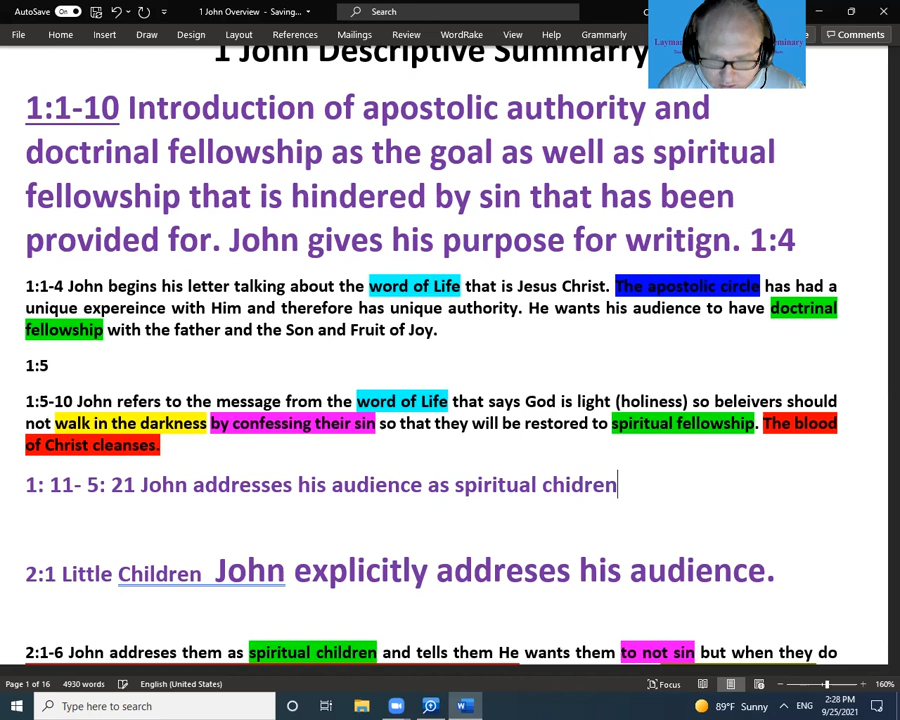 AutoSave On 1 John Overview - Saving... Search
File Home Insert Draw Design Layout References Mailings Review WordRake View Help Grammarly Comments
1 John Descriptive Summarry
1:1-10 Introduction of apostolic authority and
doctrinal fellowship as the goal as well as spiritual
fellowship that is hindered by sin that has been
provided for. John gives his purpose for writign. 1:4
1:1-4 John begins his letter talking about the word of Life that is Jesus Christ. The apostolic circle has had a
unique expereince with Him and therefore has unique authority. He wants his audience to have doctrinal
fellowship with the father and the Son and Fruit of Joy.
1:5
1:5-10 John refers to the message from the word of Life that says God is light (holiness) so beleivers should
not walk in the darkness by confessing their sin so that they will be restored to spiritual fellowship. The blood
of Christ cleanses.
1: 11- 5: 21 John addresses his audience as spiritual chidren
2:1 Little Children John explicitly addreses his audience.
2:1-6 John addreses them as spiritual children and tells them He wants them to not sin but when they do
Page 1 of 16 4930 words English (United States) Focus 160%
Type here to search 89°F Sunny ENG 2:28 PM
9/25/2021